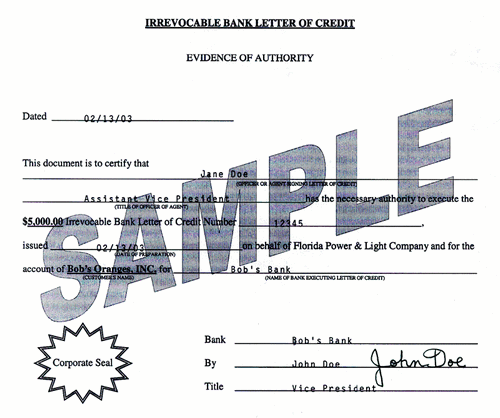 IRREVOCABLE BANK LETTER OF CREDIT
EVIDENCE OF AUTHORITY
Dated 02/13/03
This document is to certify that
Jane Doe
(OFFICER OR AGENT SIGNING LETTER OF CREDIT)
Assistant Vice President has the necessary authority to execute the
(TITLE OF OFFICER OF AGENT)
$5,000.00 Irrevocable Bank Letter of Credit Number 12345,
issued 02/13/03 on behalf of Florida Power & Light Company and for the
(DATE OF PREPARATION)
account of Bob's Oranges, INC. for Bob's Bank
(CUSTOMER'S NAME) (NAME OF BANK EXECUTING LETTER OF CREDIT)
SAMPLE
Corporate Seal
Bank Bob's Bank
By John Doe John Doe
Title Vice President